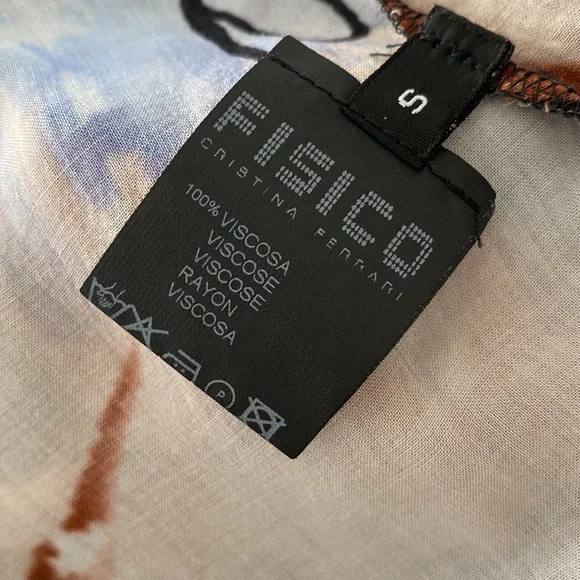 S
FISICO
CRISTINA FERRARI
100% VISCOSA
VISCOSE
VISCOSE
RAYON
VISCOSA
P